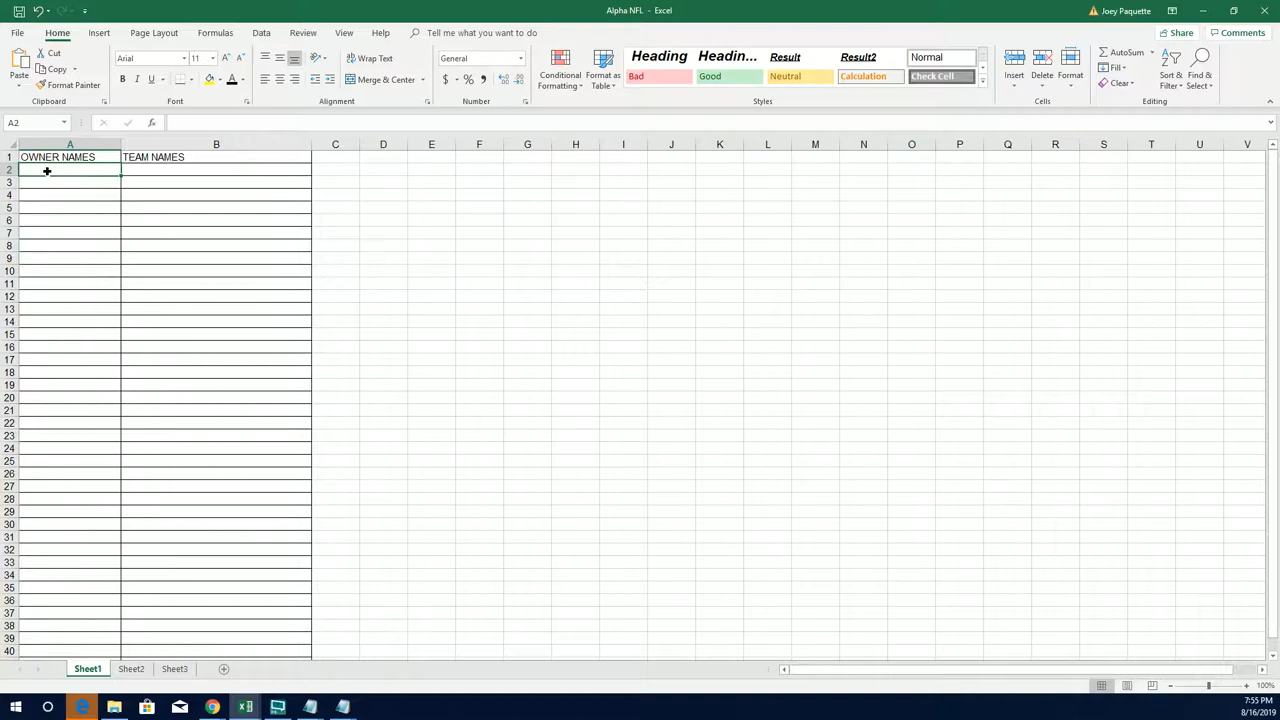 Alpha NFL - Excel
Joey Paquette
File Home Insert Page Layout Formulas Data Review View Help Tell me what you want to do
Share Comments
Paste
Cut
Copy
Format Painter
Clipboard
Arial 11
B I U
Font
Wrap Text
Merge & Center
Alignment
General
$ % ,
Number
Conditional Formatting
Format as Table
Heading Headin... Result Result2 Normal
Bad Good Neutral Calculation Check Cell
Styles
Insert Delete Format
Cells
AutoSum
Fill
Clear
Sort & Filter
Find & Select
Editing
A2 fx
A B C D E F G H I J K L M N O P Q R S T U V
1 OWNER NAMES TEAM NAMES
2
3
4
5
6
7
8
9
10
11
12
13
14
15
16
17
18
19
20
21
22
23
24
25
26
27
28
29
30
31
32
33
34
35
36
37
38
39
40
Sheet1 Sheet2 Sheet3
100%
7:55 PM
8/16/2019